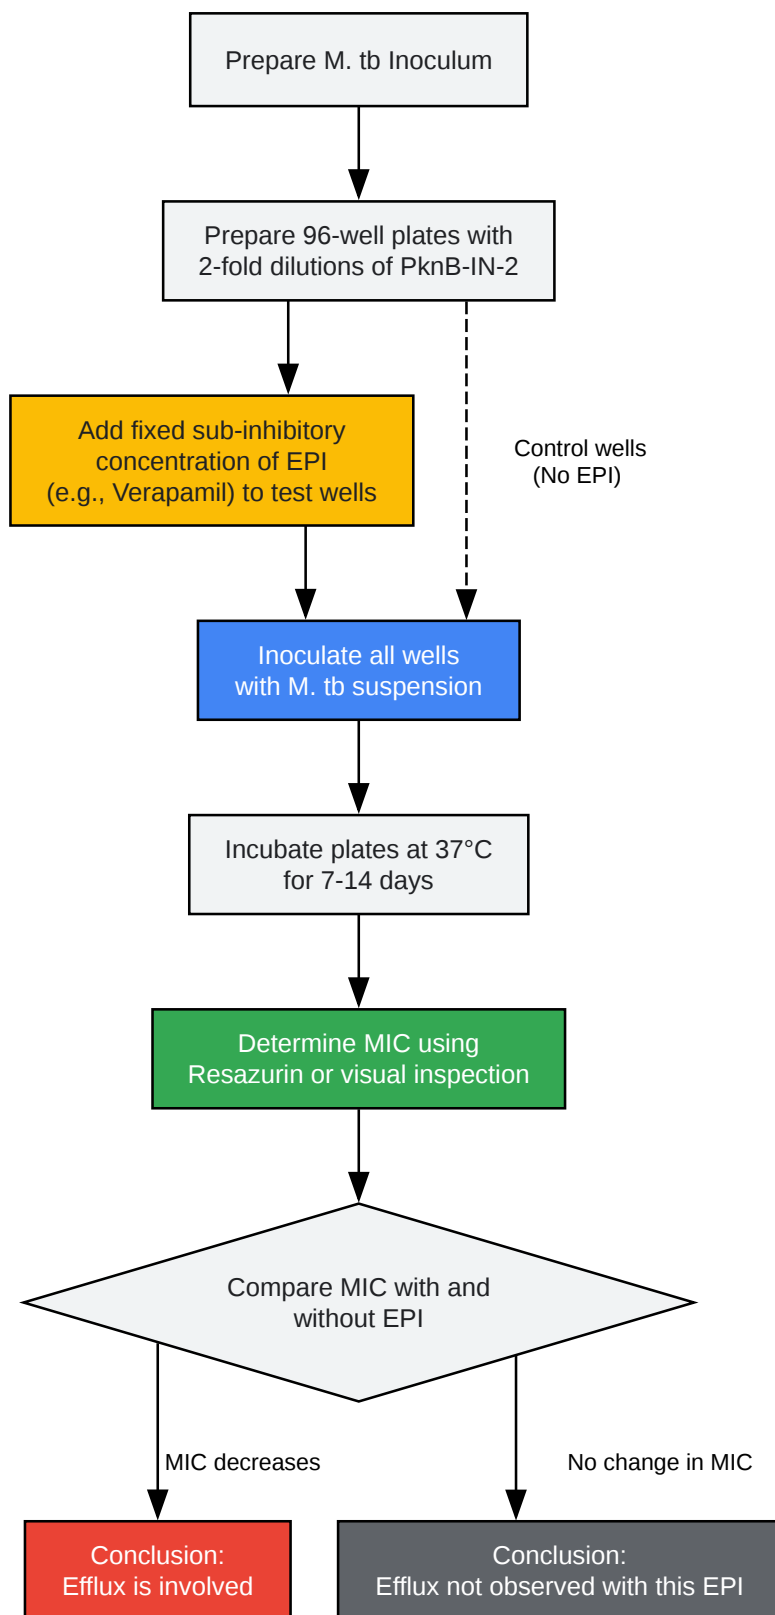 Prepare M. tb Inoculum
Prepare 96-well plates with
2-fold dilutions of PknB-IN-2
Add fixed sub-inhibitory
concentration of EPI
(e.g., Verapamil) to test wells
Control wells
(No EPI)
Inoculate all wells
with M. tb suspension
Incubate plates at 37°C
for 7-14 days
Determine MIC using
Resazurin or visual inspection
Compare MIC with and
without EPI
MIC decreases
No change in MIC
Conclusion:
Efflux is involved
Conclusion:
Efflux not observed with this EPI